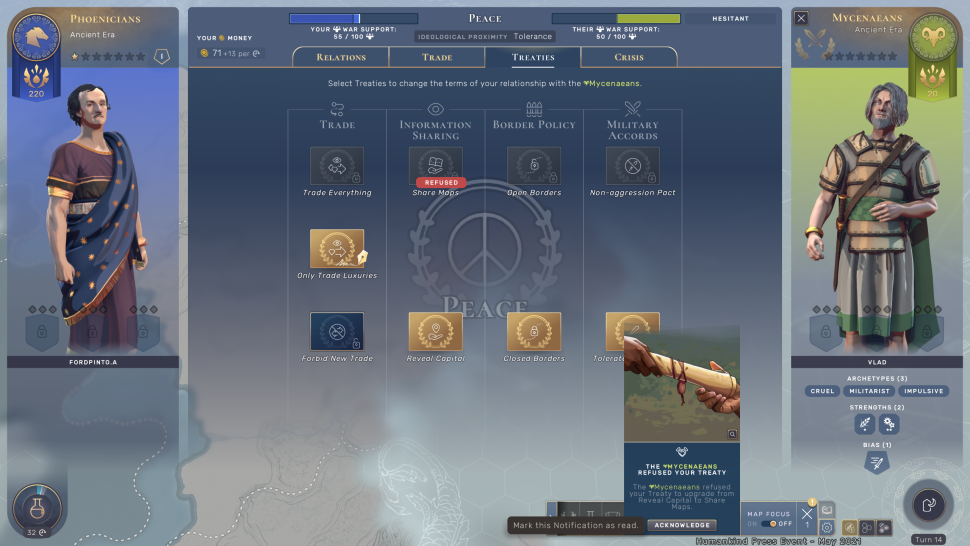 PHOENICIANS
Ancient Era
220
YOUR MONEY
71 +13 per
PEACE
YOUR WAR SUPPORT:
55 / 100
THEIR WAR SUPPORT:
50 / 100
HESITANT
IDEOLOGICAL PROXIMITY Tolerance
RELATIONS
TRADE
TREATIES
CRISIS
MYCENAEANS
Ancient Era
20
Select Treaties to change the terms of your relationship with the Mycenaeans.
TRADE
INFORMATION
SHARING
BORDER POLICY
MILITARY
ACCORDS
REFUSED
Trade Everything
Share Maps
Open Borders
Non-aggression Pact
Only Trade Luxuries
PEACE
Forbid New Trade
Reveal Capital
Closed Borders
Tolerat
FORDPINTO.A
VLAD
ARCHETYPES (3)
CRUEL
MILITARIST
IMPULSIVE
STRENGTHS (2)
BIAS (1)
THE MYCENAEANS
REFUSED YOUR TREATY
The Mycenaeans refused
your Treaty to upgrade from
Reveal Capital to Share
Maps.
ACKNOWLEDGE
Mark this Notification as read.
MAP FOCUS
ON OFF
1
32
Turn 14
Humankind Press Event - May 2021